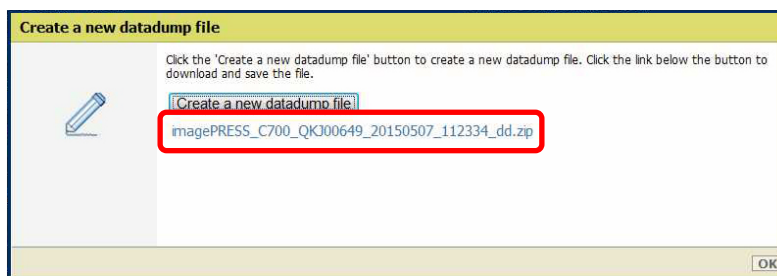 Create a new datadump file
Click the 'Create a new datadump file' button to create a new datadump file. Click the link below the button to
download and save the file.
Create a new datadump file
imagePRESS_C700_QKJ00649_20150507_112334_dd.zip
OK